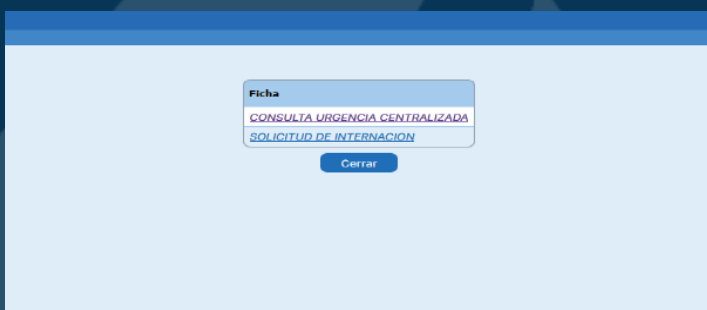 Ficha
CONSULTA URGENCIA CENTRALIZADA
SOLICITUD DE INTERNACION
Cerrar